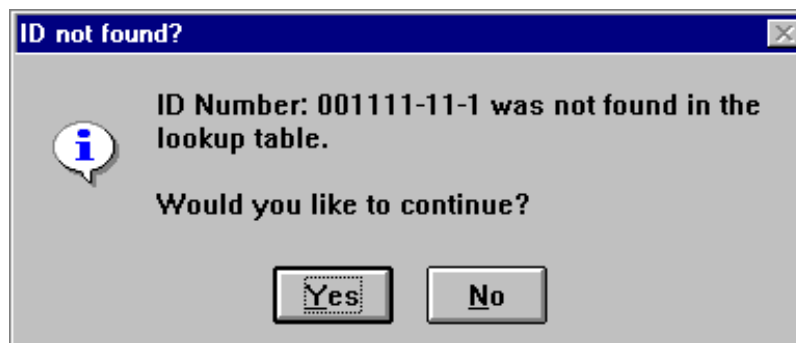 ID not found?
ID Number: 001111-11-1 was not found in the
lookup table.
Would you like to continue?
Yes No